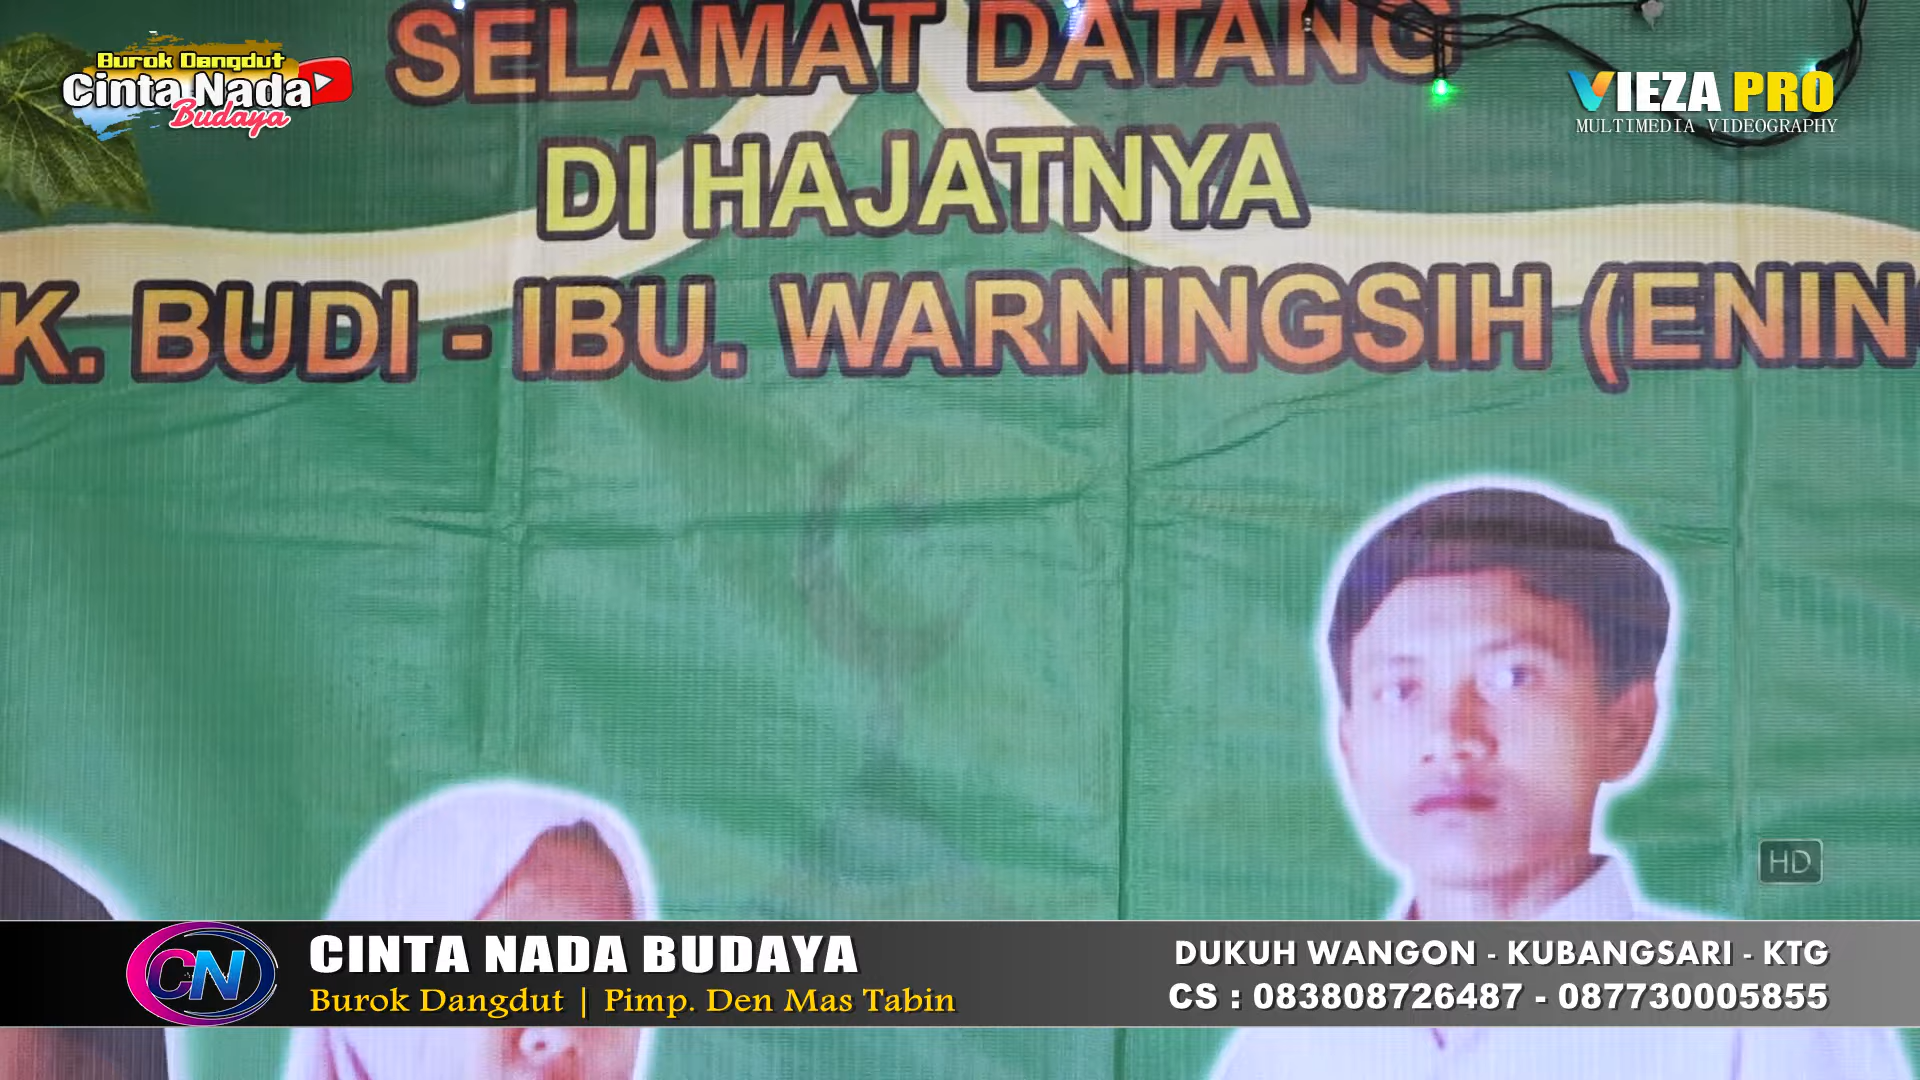 SELAMAT DATANG
DI HAJATNYA
K. BUDI - IBU. WARNINGSIH (ENIN
Burok Dangdut
Cinta Nada
Budaya
VIEZA PRO
MULTIMEDIA VIDEOGRAPHY
HD
CN
CINTA NADA BUDAYA
Burok Dangdut | Pimp. Den Mas Tabin
DUKUH WANGON - KUBANGSARI - KTG
CS : 083808726487 - 087730005855